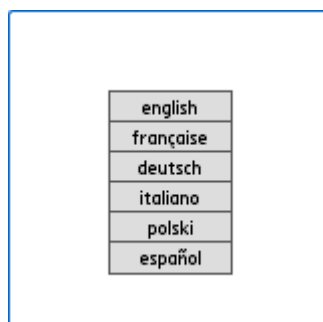 english
française
deutsch
italiano
polski
español